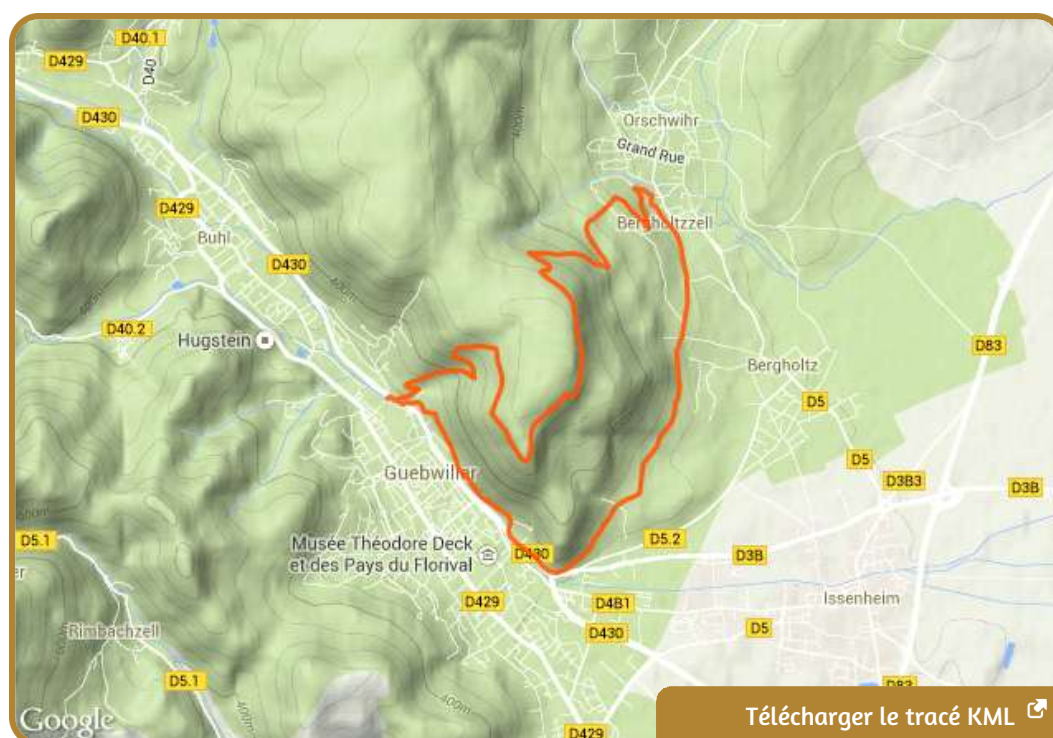 D40.1
D429
D40
D430
400m
Orschwihr
Grand Rue
D429
Bergholtzzell
Buhl
D430
400m
D40.2
Hugstein
D83
Bergholtz
D5
Guebwiller
D5
D3B3
D3B
600m
D5.1
Musée Théodore Deck
et des Pays du Florival
D430
D5.2
D3B
D429
D4B1
Issenheim
D430
D5
Rimbachzell
D5.1
400m
D83
Google
Télécharger le tracé KML
D429